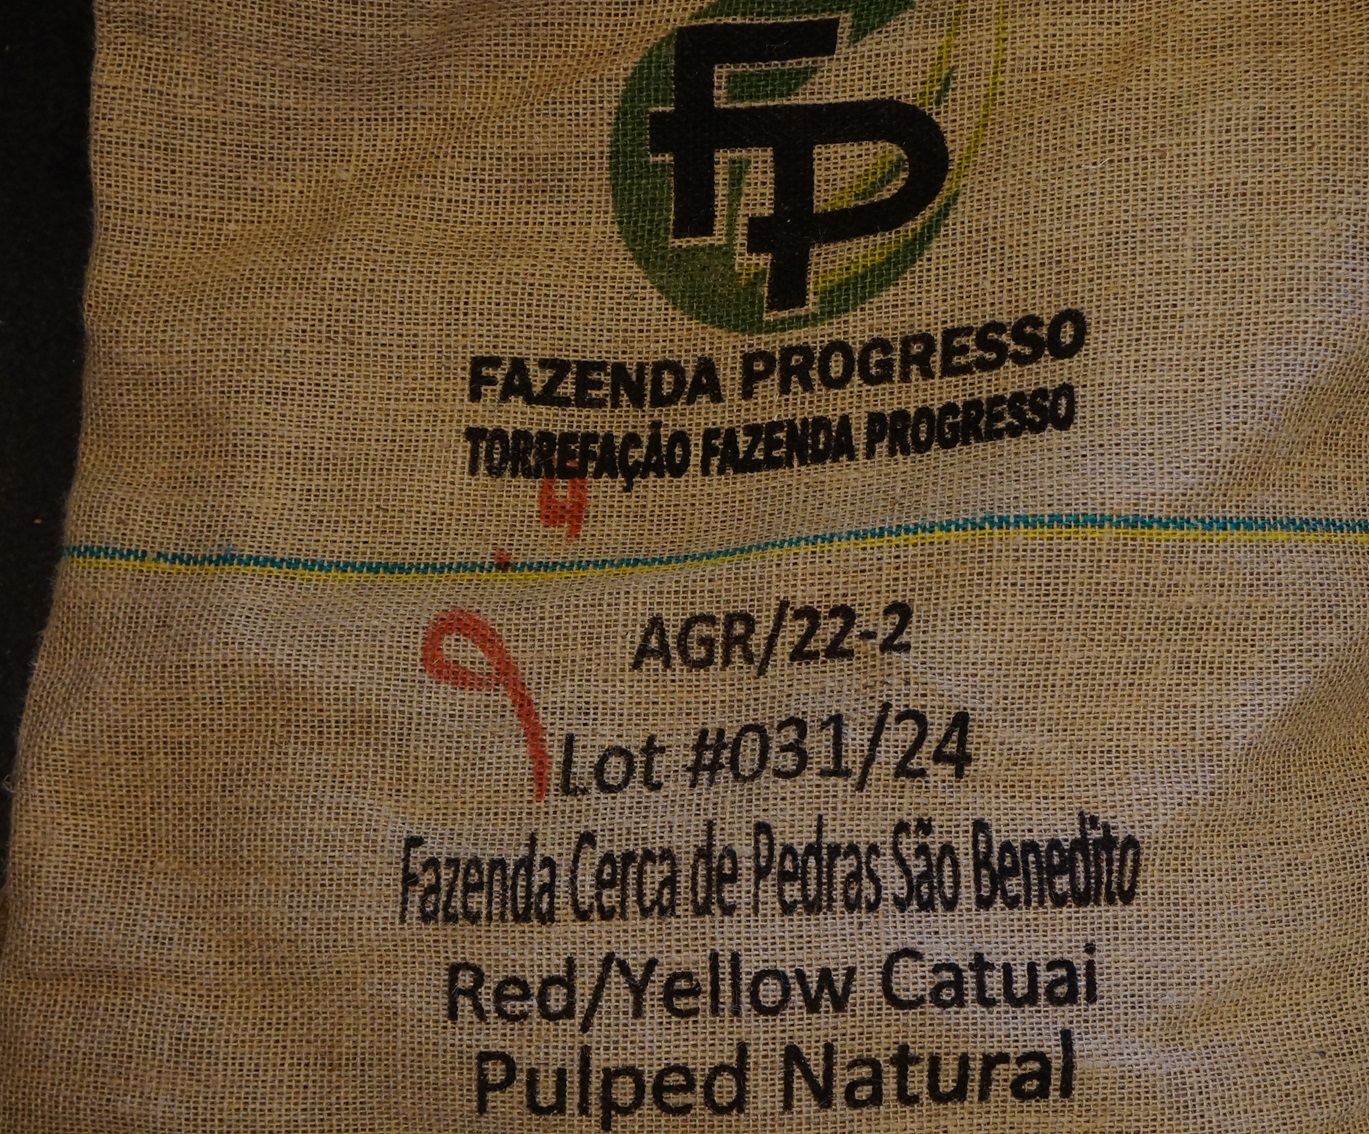 FP
FAZENDA PROGRESSO
TORREFAÇÃO FAZENDA PROGRESSO
4
AGR/22-2
9
Lot #031/24
Fazenda Cerca de Pedras São Benedito
Red/Yellow Catuai
Pulped Natural